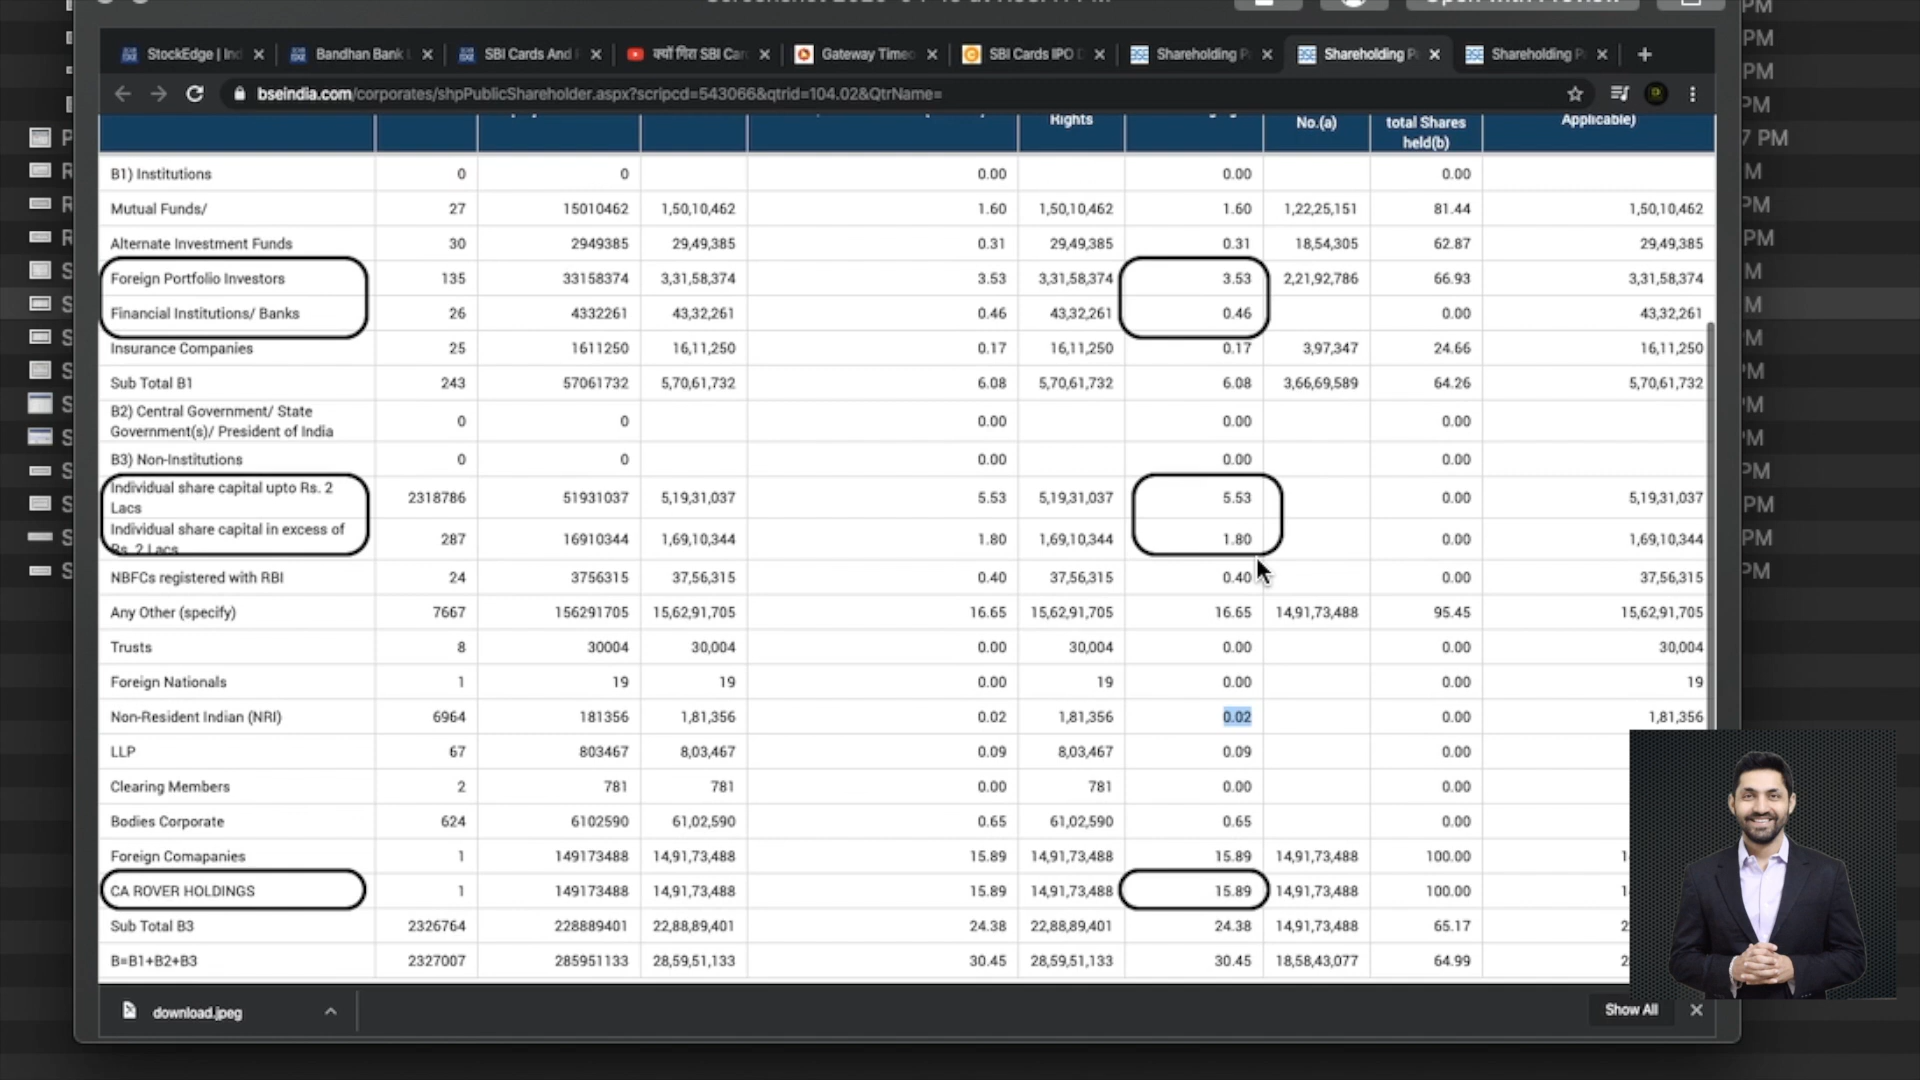 StockEdge | Ind
Bandhan Bank L
SBI Cards And P
क्यों गिरा SBI Car
Gateway Timeo
SBI Cards IPO D
Shareholding Pa
Shareholding Pa
Shareholding Pa
bseindia.com/corporates/shpPublicShareholder.aspx?scripcd=543066&qtrid=104.02&QtrName=
Rights No.(a) total Shares held(b) Applicable)
B1) Institutions 0 0 0.00 0.00 0.00
Mutual Funds/ 27 15010462 1,50,10,462 1.60 1,50,10,462 1.60 1,22,25,151 81.44 1,50,10,462
Alternate Investment Funds 30 2949385 29,49,385 0.31 29,49,385 0.31 18,54,305 62.87 29,49,385
Foreign Portfolio Investors 135 33158374 3,31,58,374 3.53 3,31,58,374 3.53 2,21,92,786 66.93 3,31,58,374
Financial Institutions/ Banks 26 4332261 43,32,261 0.46 43,32,261 0.46 0.00 43,32,261
Insurance Companies 25 1611250 16,11,250 0.17 16,11,250 0.17 3,97,347 24.66 16,11,250
Sub Total B1 243 57061732 5,70,61,732 6.08 5,70,61,732 6.08 3,66,69,589 64.26 5,70,61,732
B2) Central Government/ State
Government(s)/ President of India 0 0 0.00 0.00 0.00
B3) Non-Institutions 0 0 0.00 0.00 0.00
Individual share capital upto Rs. 2
Lacs 2318786 51931037 5,19,31,037 5.53 5,19,31,037 5.53 0.00 5,19,31,037
Individual share capital in excess of
Rs. 2 Lacs 287 16910344 1,69,10,344 1.80 1,69,10,344 1.80 0.00 1,69,10,344
NBFCs registered with RBI 24 3756315 37,56,315 0.40 37,56,315 0.40 0.00 37,56,315
Any Other (specify) 7667 156291705 15,62,91,705 16.65 15,62,91,705 16.65 14,91,73,488 95.45 15,62,91,705
Trusts 8 30004 30,004 0.00 30,004 0.00 0.00 30,004
Foreign Nationals 1 19 19 0.00 19 0.00 0.00 19
Non-Resident Indian (NRI) 6964 181356 1,81,356 0.02 1,81,356 0.02 0.00 1,81,356
LLP 67 803467 8,03,467 0.09 8,03,467 0.09 0.00
Clearing Members 2 781 781 0.00 781 0.00 0.00
Bodies Corporate 624 6102590 61,02,590 0.65 61,02,590 0.65 0.00
Foreign Comapanies 1 149173488 14,91,73,488 15.89 14,91,73,488 15.89 14,91,73,488 100.00
CA ROVER HOLDINGS 1 149173488 14,91,73,488 15.89 14,91,73,488 15.89 14,91,73,488 100.00
Sub Total B3 2326764 228889401 22,88,89,401 24.38 22,88,89,401 24.38 14,91,73,488 65.17
B=B1+B2+B3 2327007 285951133 28,59,51,133 30.45 28,59,51,133 30.45 18,58,43,077 64.99
download.jpeg
Show All